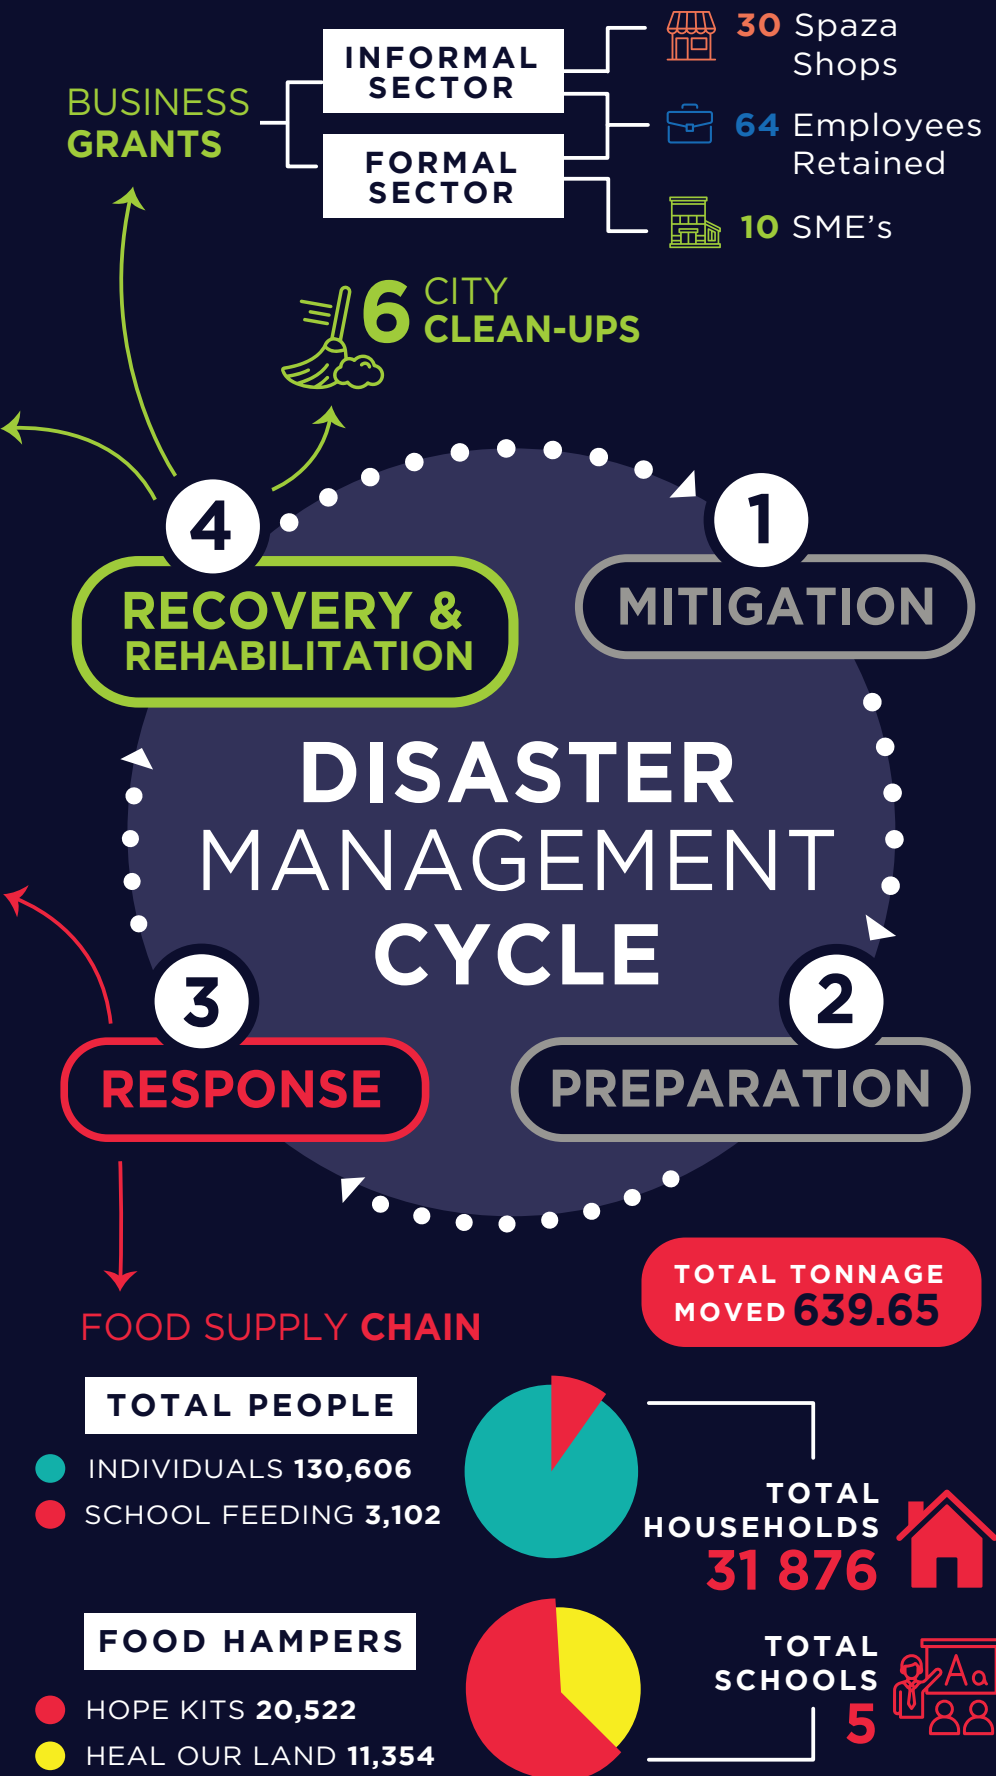 BUSINESS
GRANTS
INFORMAL
SECTOR
FORMAL
SECTOR
30 Spaza
Shops
64 Employees
Retained
10 SME's
6 CITY
CLEAN-UPS
4
RECOVERY &
REHABILITATION
1
MITIGATION
DISASTER
MANAGEMENT
CYCLE
3
RESPONSE
2
PREPARATION
TOTAL TONNAGE
MOVED 639.65
FOOD SUPPLY CHAIN
TOTAL PEOPLE
INDIVIDUALS 130,606
SCHOOL FEEDING 3,102
TOTAL
HOUSEHOLDS
31 876
FOOD HAMPERS
HOPE KITS 20,522
HEAL OUR LAND 11,354
TOTAL
SCHOOLS
5
Aa